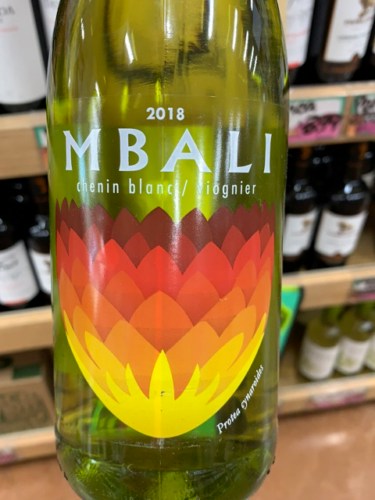 2018
MBALI
chenin blanc / viognier
Protea cynaroides